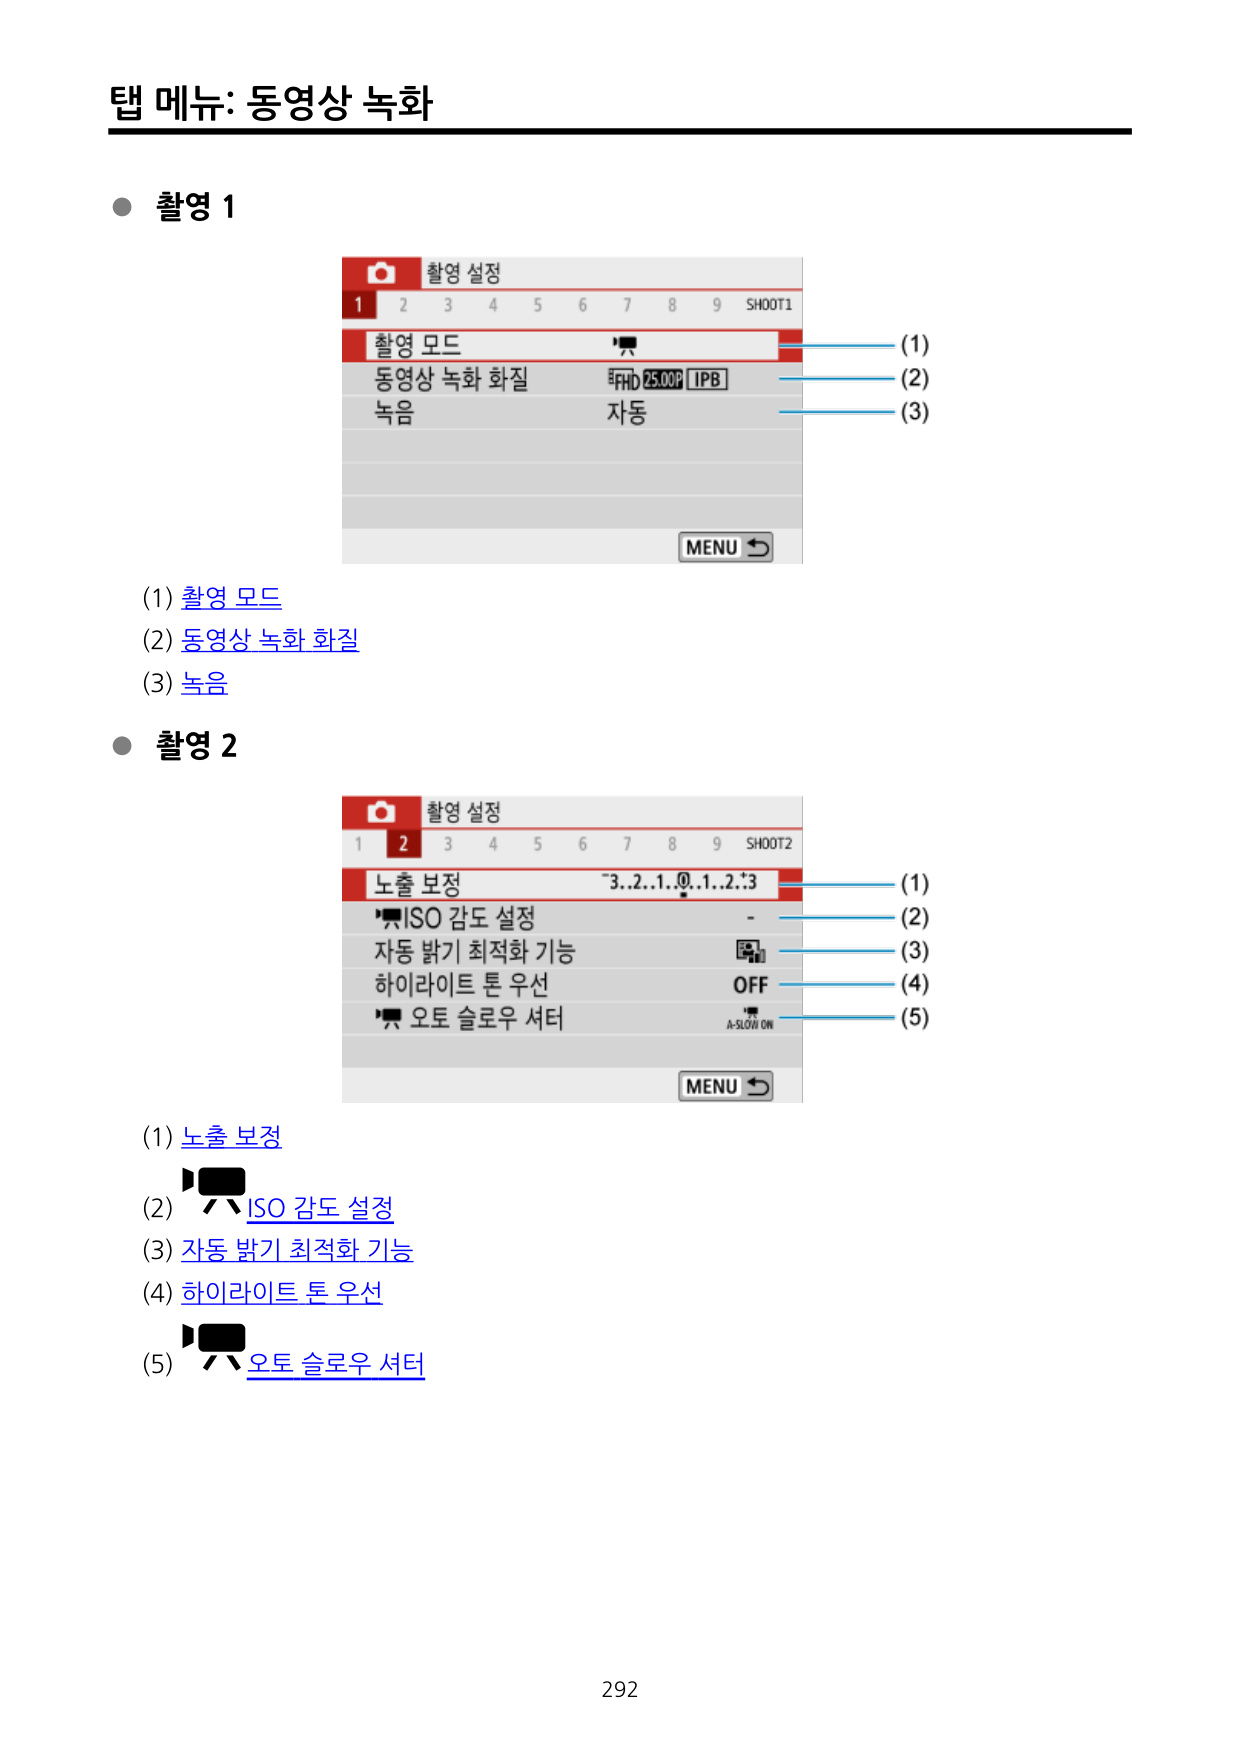 탭 메뉴: 동영상 녹화
촬영 1
촬영 설정
1 2 3 4 5 6 7 8 9 SHOOT1
촬영 모드 (1)
동영상 녹화 화질 FHD 25.00P IPB (2)
녹음 자동 (3)
MENU
(1) 촬영 모드
(2) 동영상 녹화 화질
(3) 녹음
촬영 2
촬영 설정
1 2 3 4 5 6 7 8 9 SHOOT2
노출 보정 -3..2..1..0..1..2.+3 (1)
ISO 감도 설정 - (2)
자동 밝기 최적화 기능 (3)
하이라이트 톤 우선 OFF (4)
오토 슬로우 셔터 A-SLOW ON (5)
MENU
(1) 노출 보정
(2) ISO 감도 설정
(3) 자동 밝기 최적화 기능
(4) 하이라이트 톤 우선
(5) 오토 슬로우 셔터
292